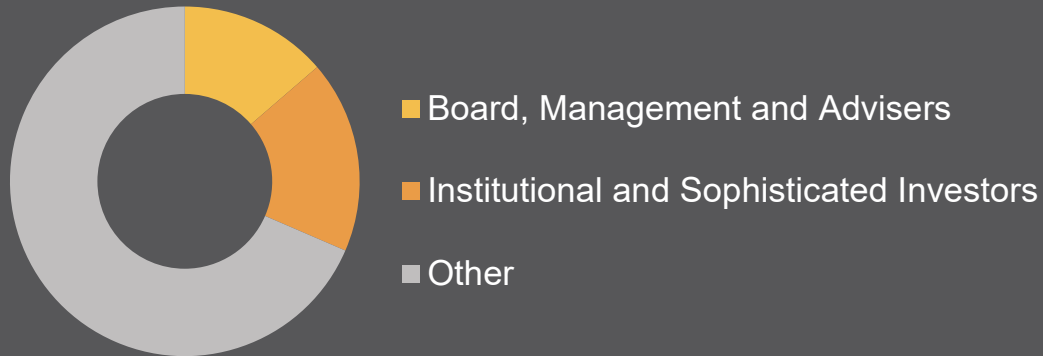 Board, Management and Advisers
Institutional and Sophisticated Investors
Other